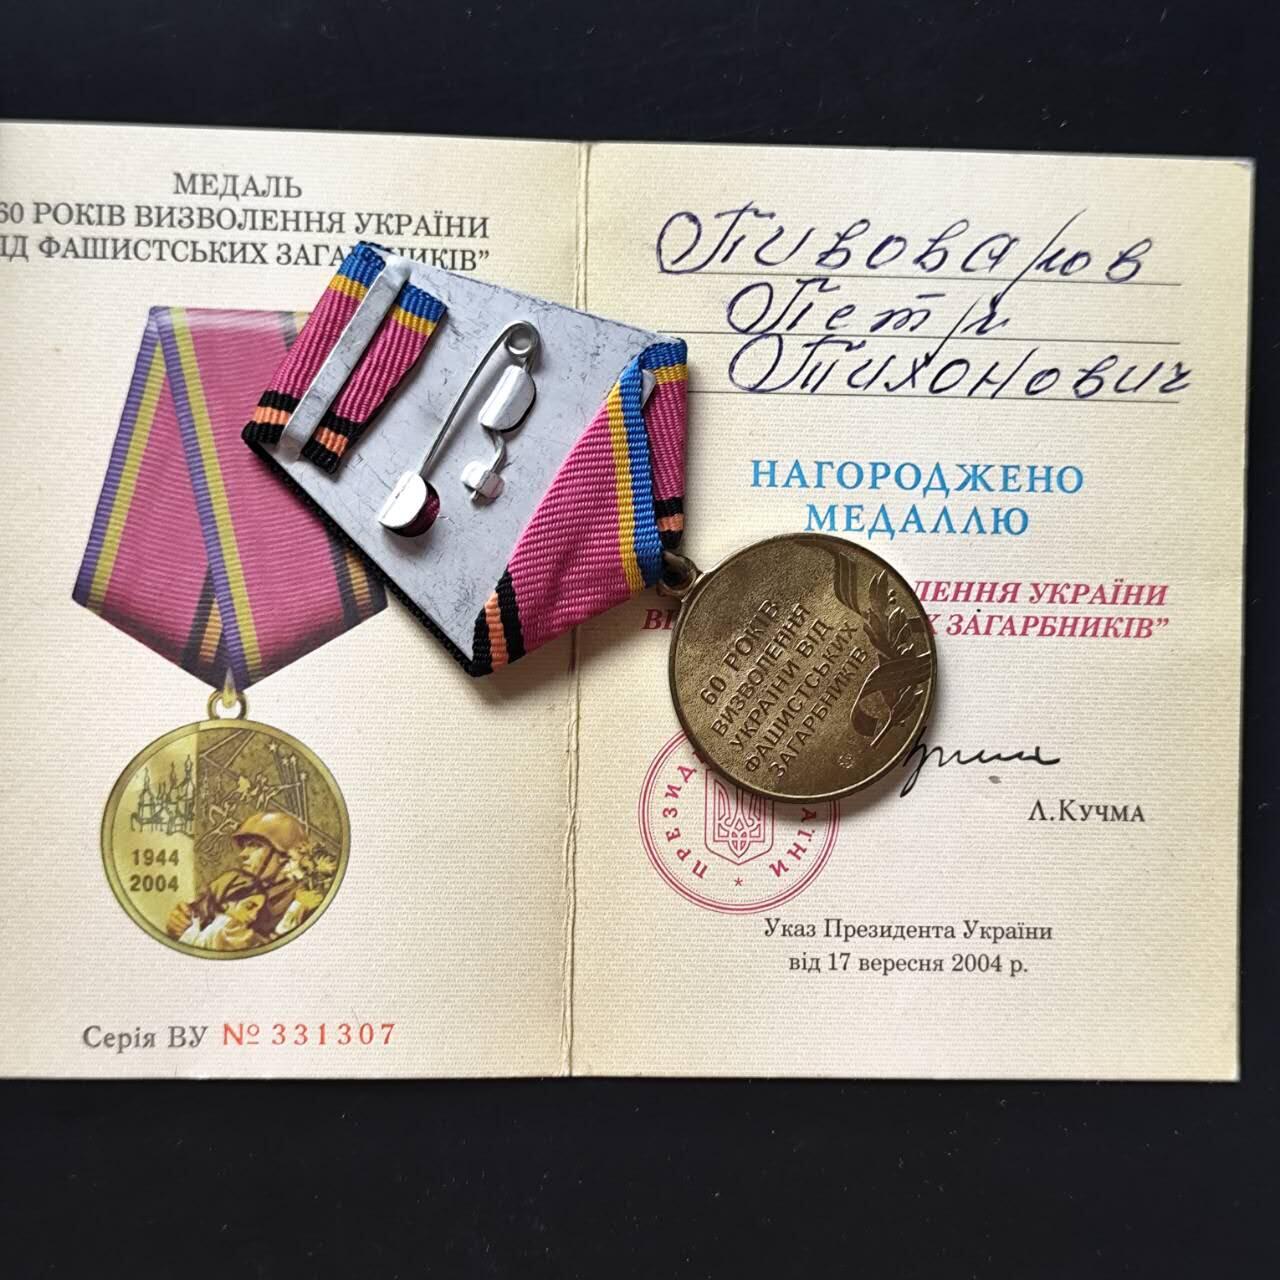 МЕДАЛЬ
60 РОКІВ ВИЗВОЛЕННЯ УКРАЇНИ
ІД ФАШИСТСЬКИХ ЗАГАРБНИКІВ”
1944
2004
Серія ВУ № 331307
Пивоваров
Петр
Тихонович
НАГОРОДЖЕНО
МЕДАЛЛЮ
ЛЕННЯ УКРАЇНИ
ЗАГАРБНИКІВ”
60 РОКІВ
ВИЗВОЛЕННЯ
УКРАЇНИ ВІД
ФАШИСТСЬКИХ
ЗАГАРБНИКІВ
Л.Кучма
Указ Президента України
від 17 вересня 2004 р.